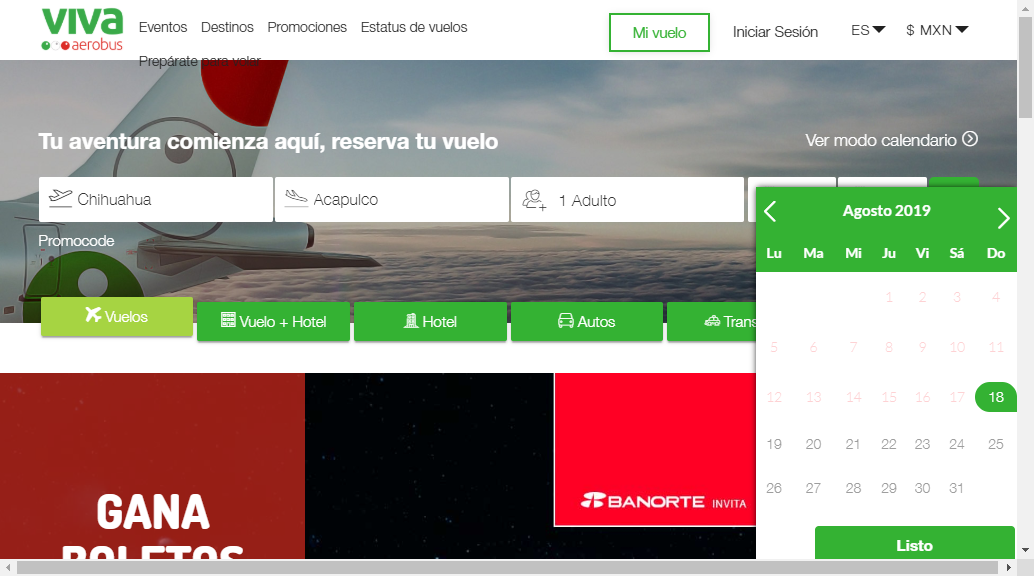 viva
aerobus
Eventos Destinos Promociones Estatus de vuelos
Mi vuelo Iniciar Sesión ES $ MXN
Prepárate para volar
Tu aventura comienza aquí, reserva tu vuelo
Ver modo calendario
Chihuahua Acapulco 1 Adulto
Promocode
Vuelos Vuelo + Hotel Hotel Autos Trans
Agosto 2019
Lu Ma Mi Ju Vi Sá Do
1 2 3 4
5 6 7 8 9 10 11
12 13 14 15 16 17 18
19 20 21 22 23 24 25
26 27 28 29 30 31
Listo
BANORTE INVITA
GANA
BOLETOS